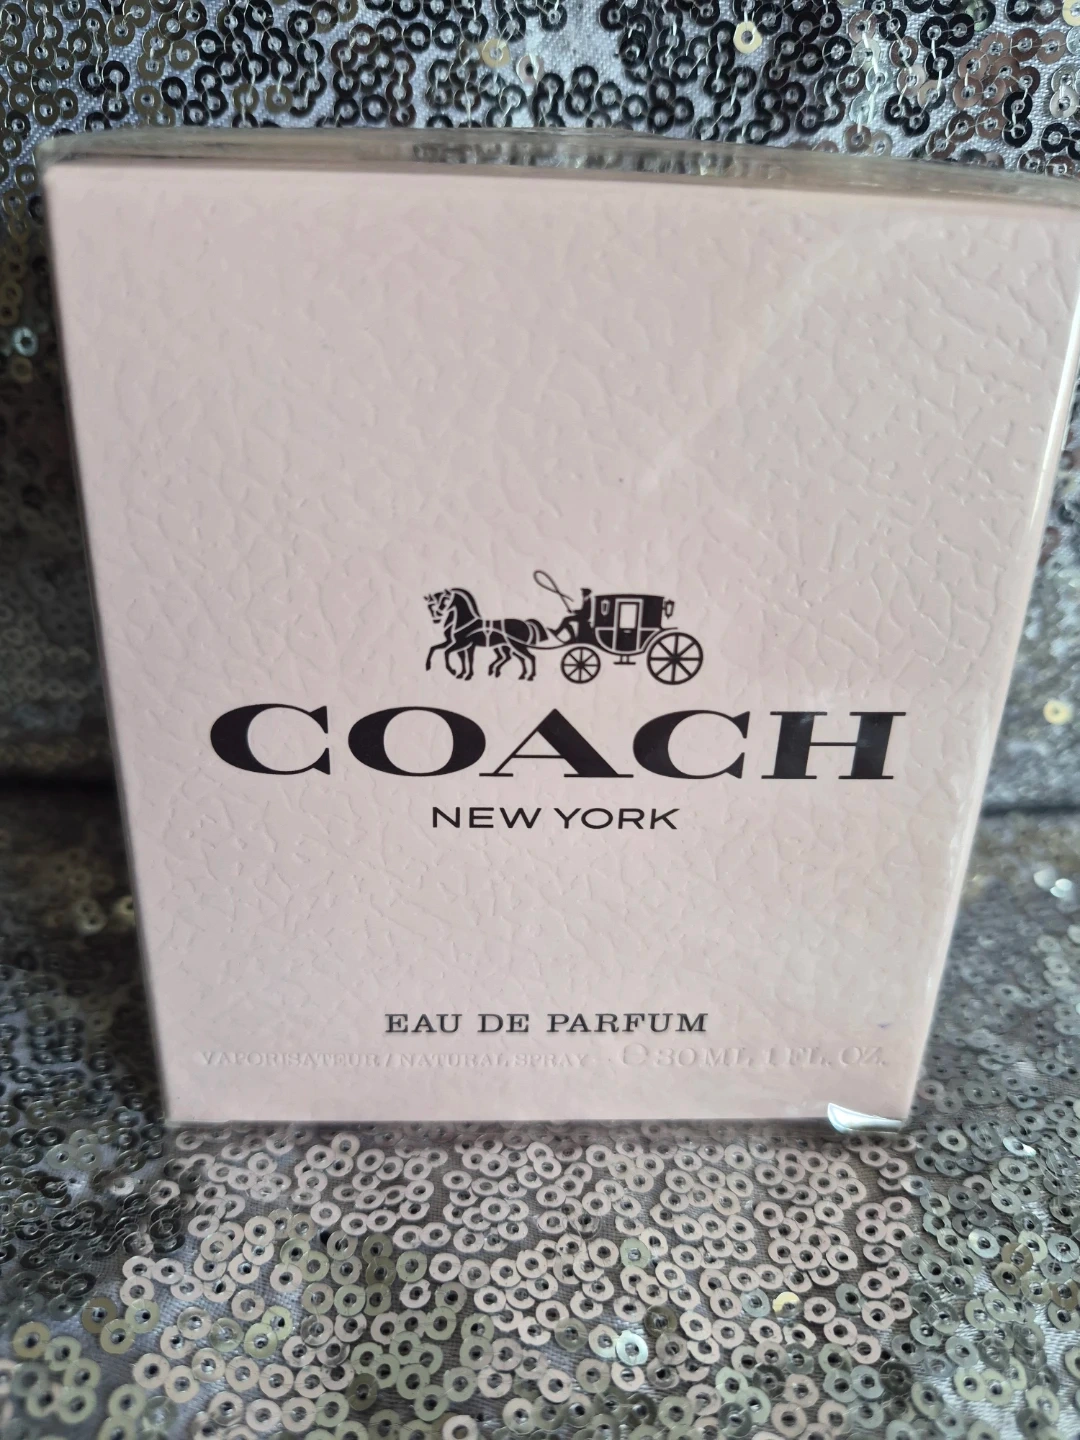 COACH
NEW YORK
EAU DE PARFUM
VAPORISATEUR / NATURAL SPRAY - ℮ 30 ML 1 FL. OZ.